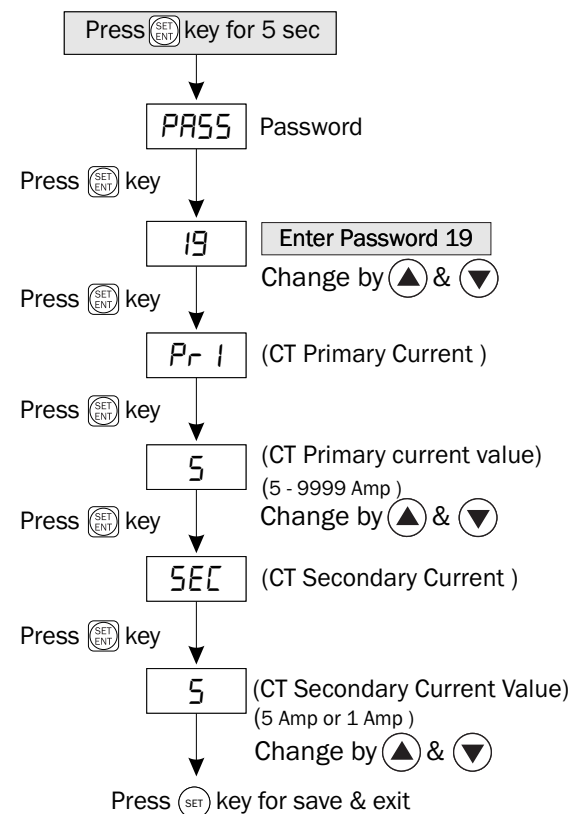 Press SET ENT key for 5 sec
PASS Password
Press SET ENT key
19 Enter Password 19
Change by ▲ & ▼
Press SET ENT key
Pr 1 (CT Primary Current )
Press SET ENT key
5 (CT Primary current value)
(5 - 9999 Amp )
Change by ▲ & ▼
Press SET ENT key
SEC (CT Secondary Current )
Press SET ENT key
5 (CT Secondary Current Value)
(5 Amp or 1 Amp )
Change by ▲ & ▼
Press SET key for save & exit